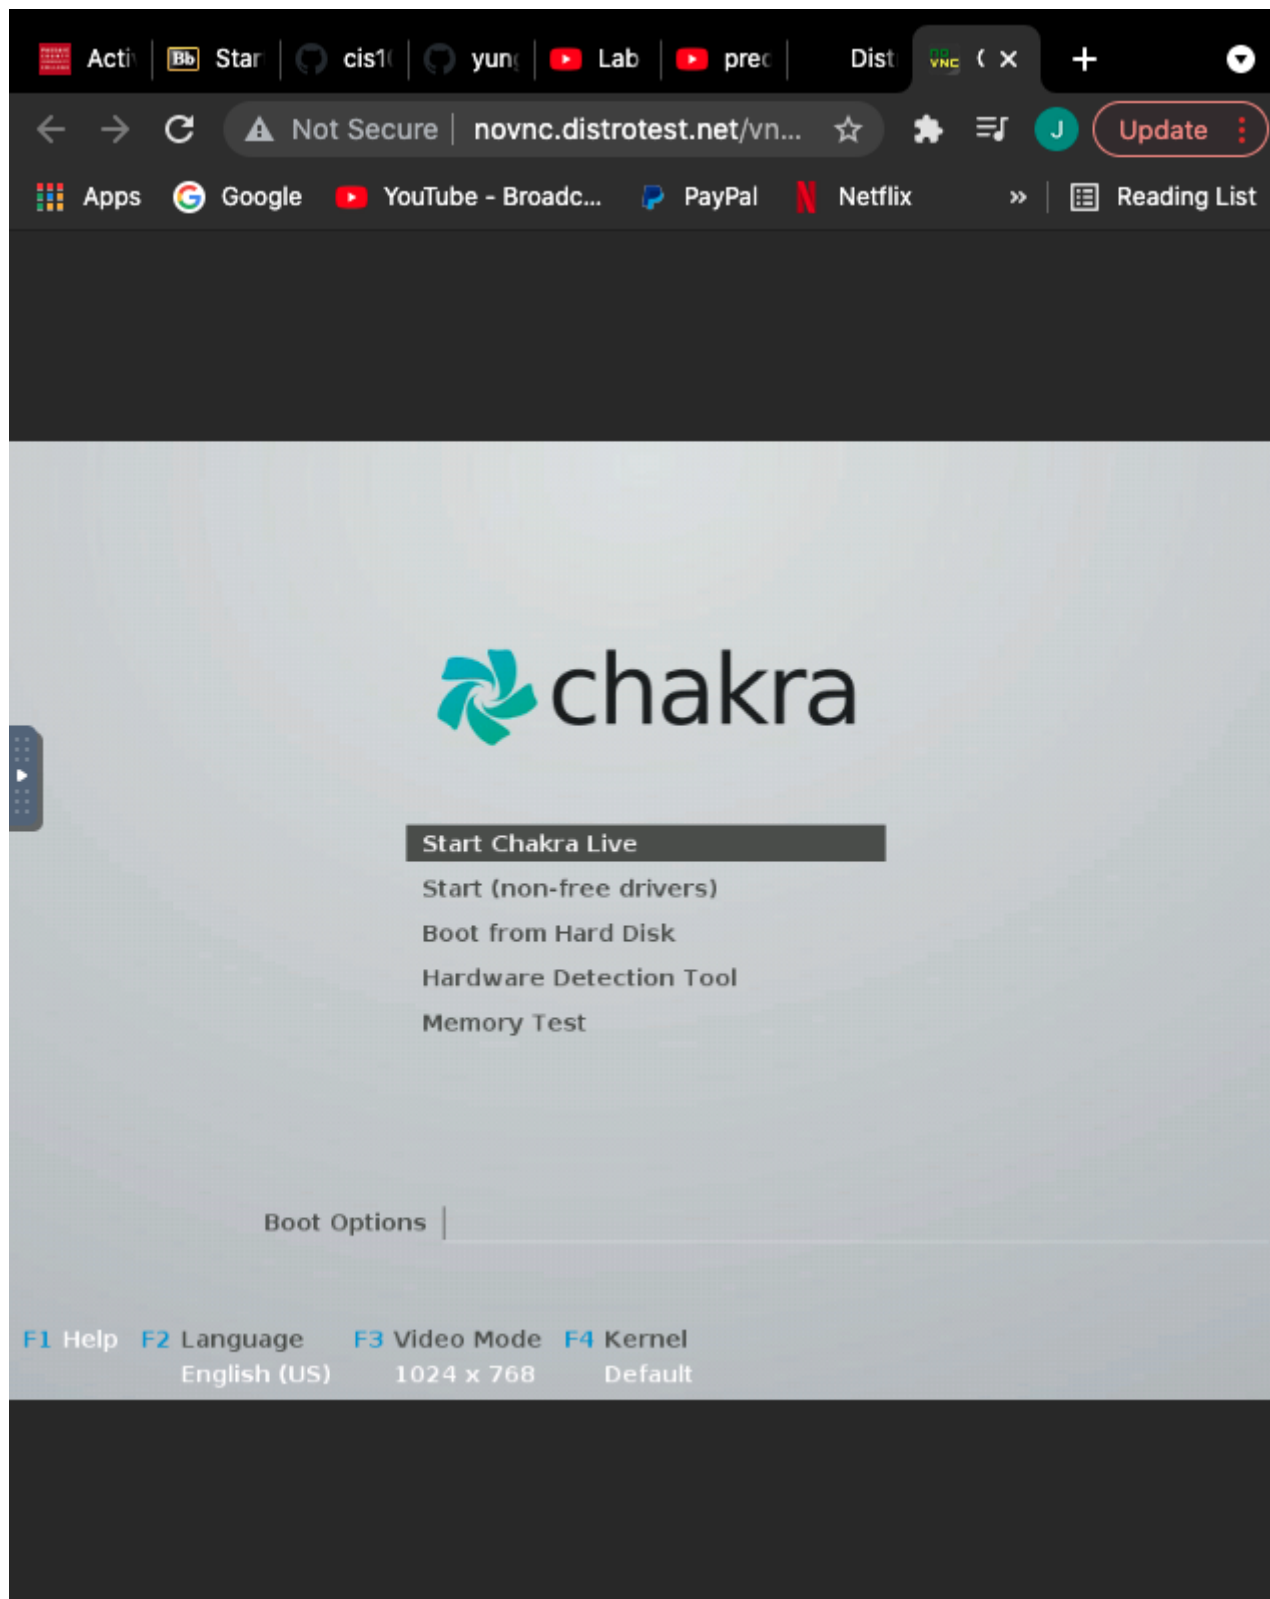 Acti Star cis1 yun Lab prec Dist
Not Secure novnc.distrotest.net/vn...
J
Update
Apps Google YouTube - Broadc... PayPal Netflix » Reading List
chakra
Start Chakra Live
Start (non-free drivers)
Boot from Hard Disk
Hardware Detection Tool
Memory Test
Boot Options
F1 Help F2 Language F3 Video Mode F4 Kernel
English (US) 1024 x 768 Default